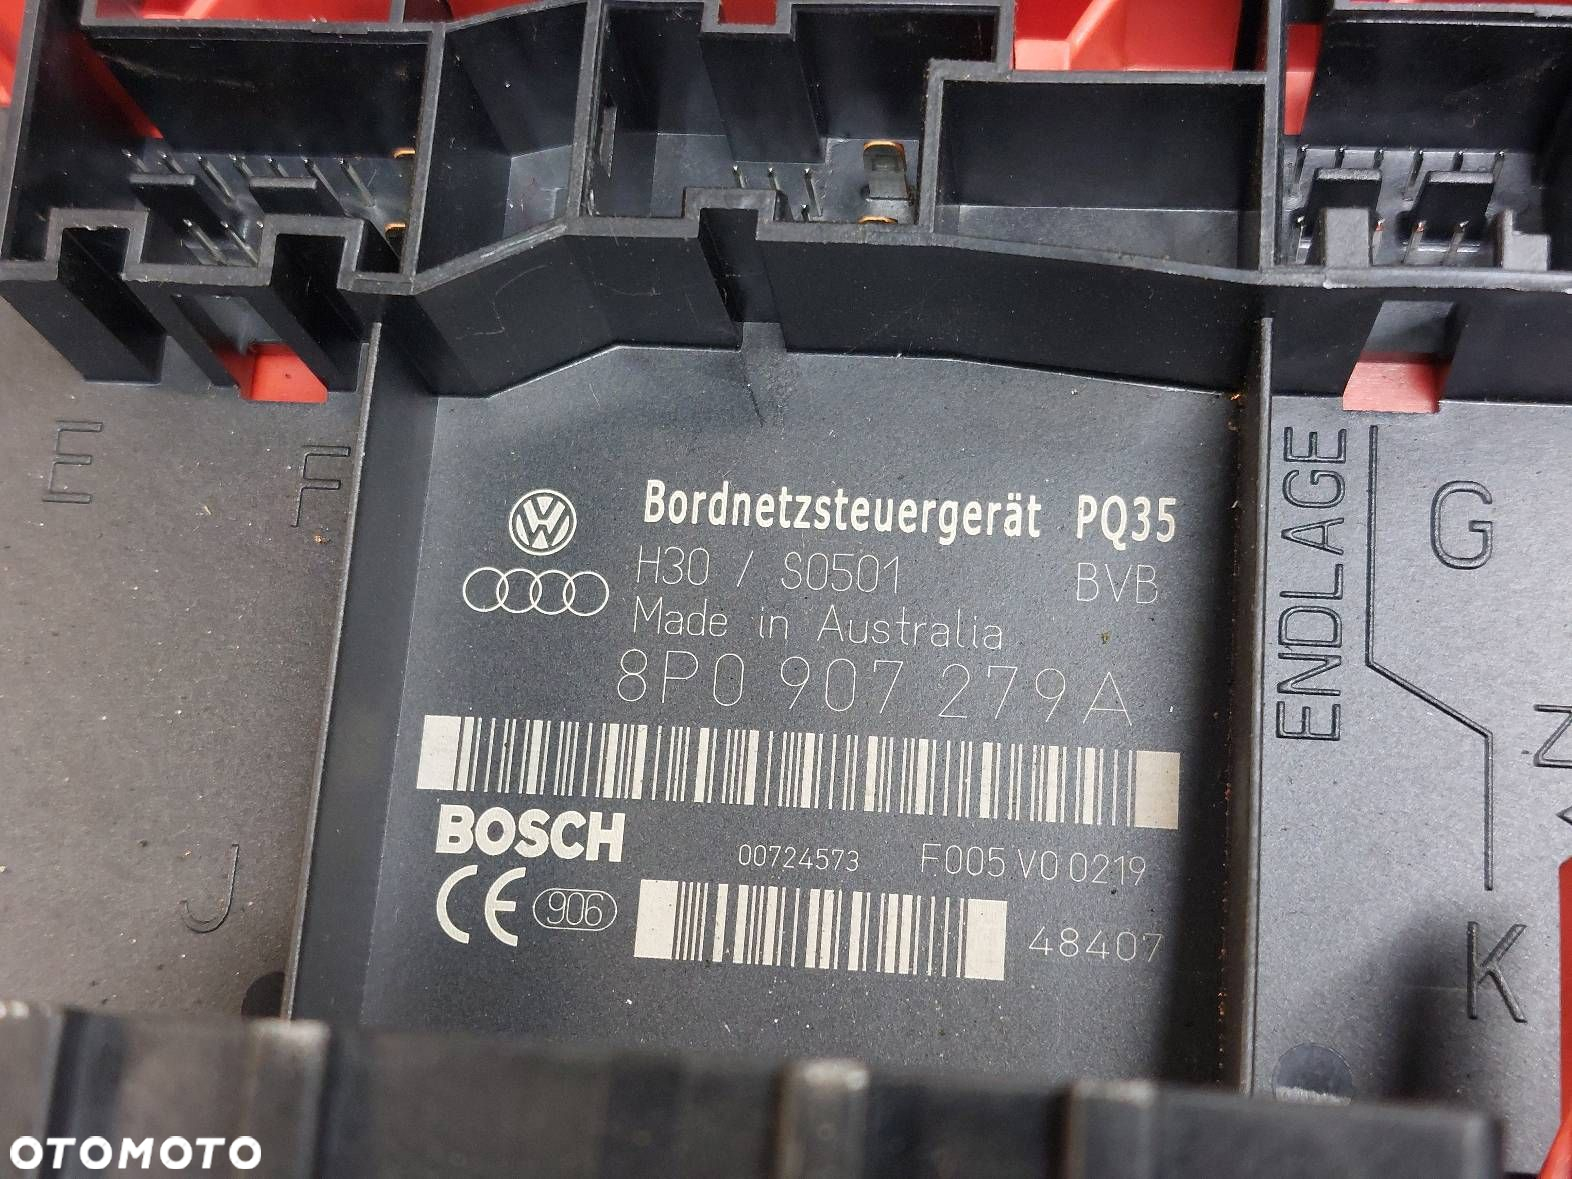 E
F
ENDLAGE
G
VW
Bordnetzsteuergerät PQ35
H30 / S0501 BVB
Made in Australia
8P0 907 279A
Z
BOSCH
00724573 F005 V0 0219
J
CE 906
48407
K
OTOMOTO